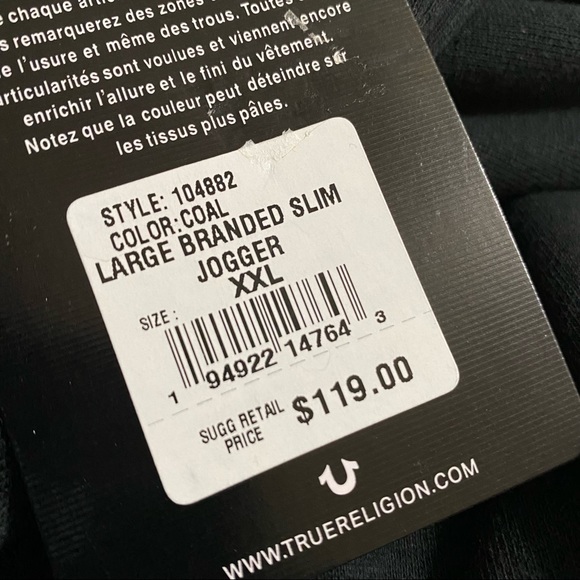 chaque
remarquerez des zones
l'usure et même des trous. Toutes
particularités sont voulues et viennent encore
enrichir l'allure et le fini du vêtement.
Notez que la couleur peut déteindre sur
les tissus plus pâles.
STYLE: 104882
COLOR:COAL
LARGE BRANDED SLIM
JOGGER
SIZE: XXL
1 94922 14764 3
SUGG RETAIL PRICE $119.00
WWW.TRUERELIGION.COM